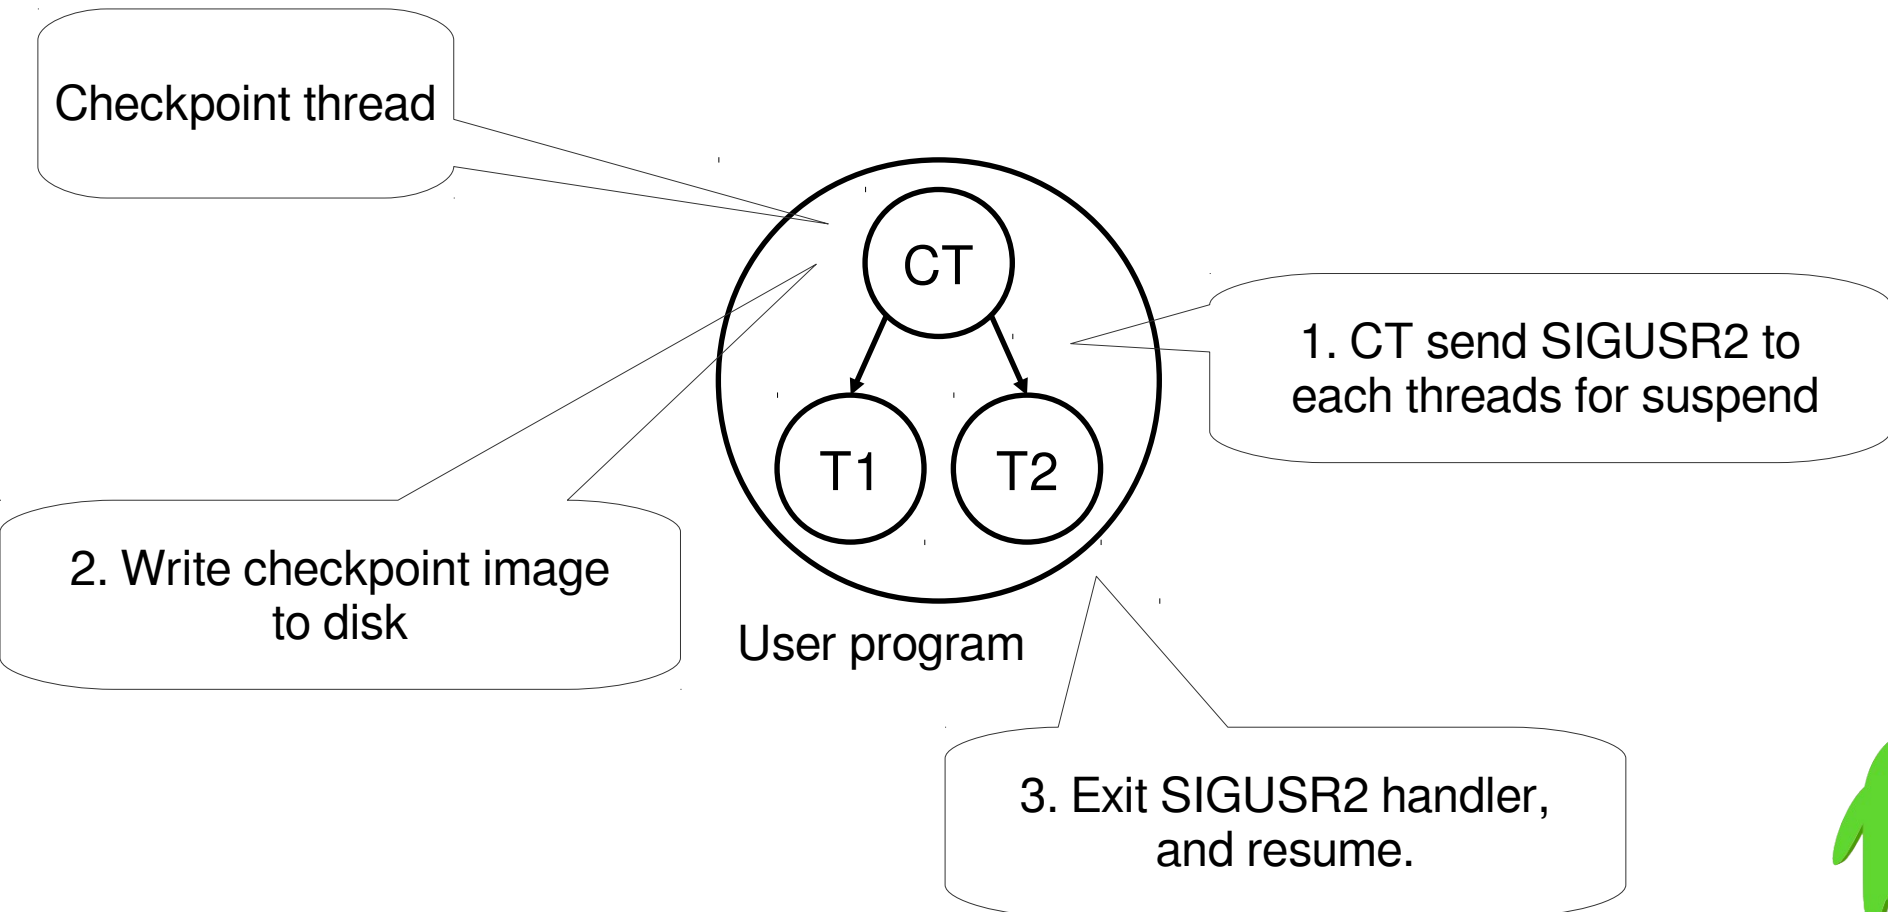 Checkpoint thread
CT
1. CT send SIGUSR2 to
each threads for suspend
T1
T2
2. Write checkpoint image
to disk
User program
3. Exit SIGUSR2 handler,
and resume.